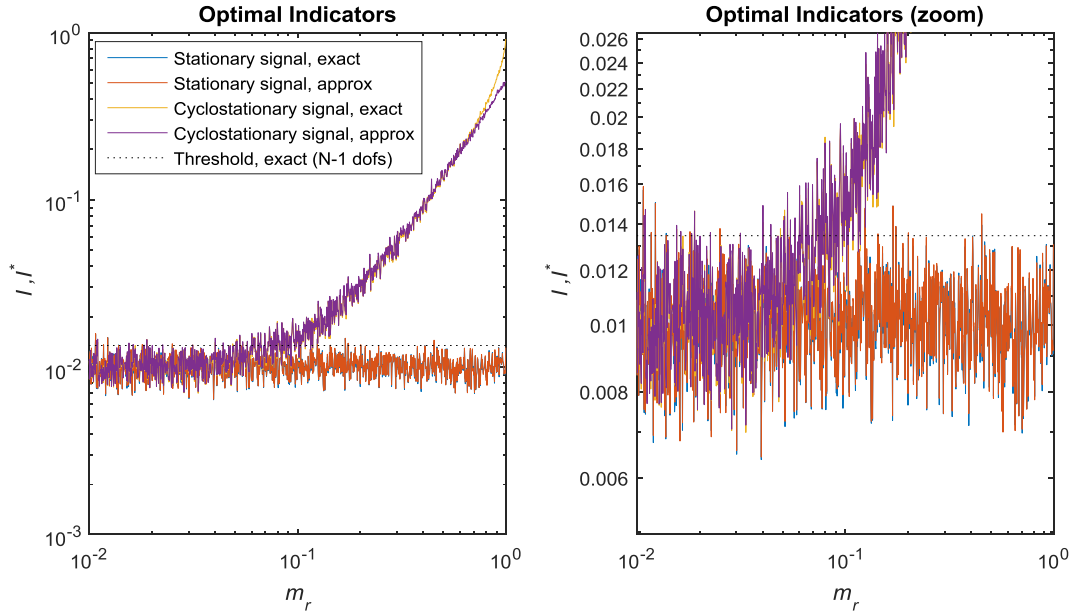 Optimal Indicators
10^0
10^-1
10^-2
10^-3
I ,I^*
Stationary signal, exact
Stationary signal, approx
Cyclostationary signal, exact
Cyclostationary signal, approx
Threshold, exact (N-1 dofs)
10^-2
10^-1
10^0
m_r
Optimal Indicators (zoom)
0.026
0.024
0.022
0.02
0.018
0.016
0.014
0.012
0.01
0.008
0.006
I ,I^*
10^-2
10^-1
10^0
m_r